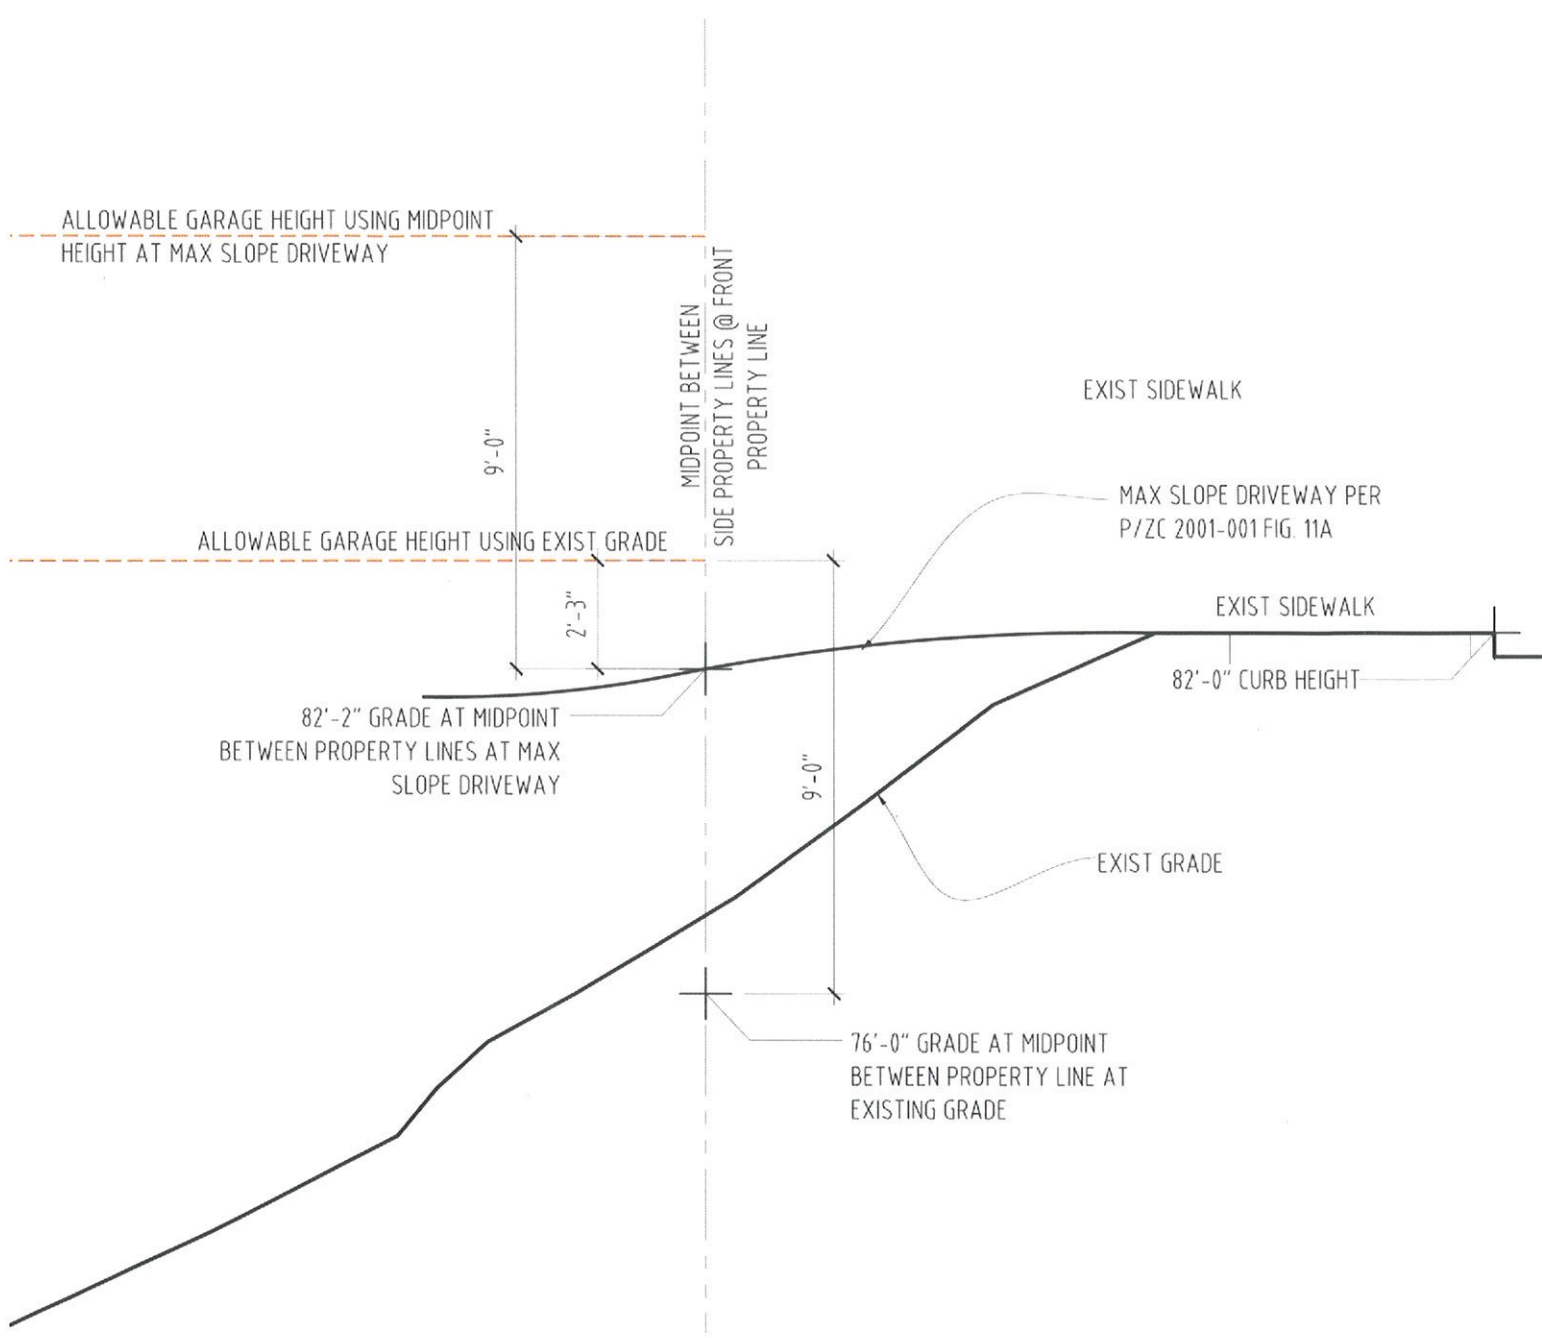 ALLOWABLE GARAGE HEIGHT USING MIDPOINT
HEIGHT AT MAX SLOPE DRIVEWAY
9'-0"
MIDPOINT BETWEEN
SIDE PROPERTY LINES @ FRONT
PROPERTY LINE
EXIST SIDEWALK
MAX SLOPE DRIVEWAY PER
P/ZC 2001-001 FIG. 11A
ALLOWABLE GARAGE HEIGHT USING EXIST GRADE
2'-3"
EXIST SIDEWALK
82'-0" CURB HEIGHT
82'-2" GRADE AT MIDPOINT
BETWEEN PROPERTY LINES AT MAX
SLOPE DRIVEWAY
9'-0"
EXIST GRADE
76'-0" GRADE AT MIDPOINT
BETWEEN PROPERTY LINE AT
EXISTING GRADE